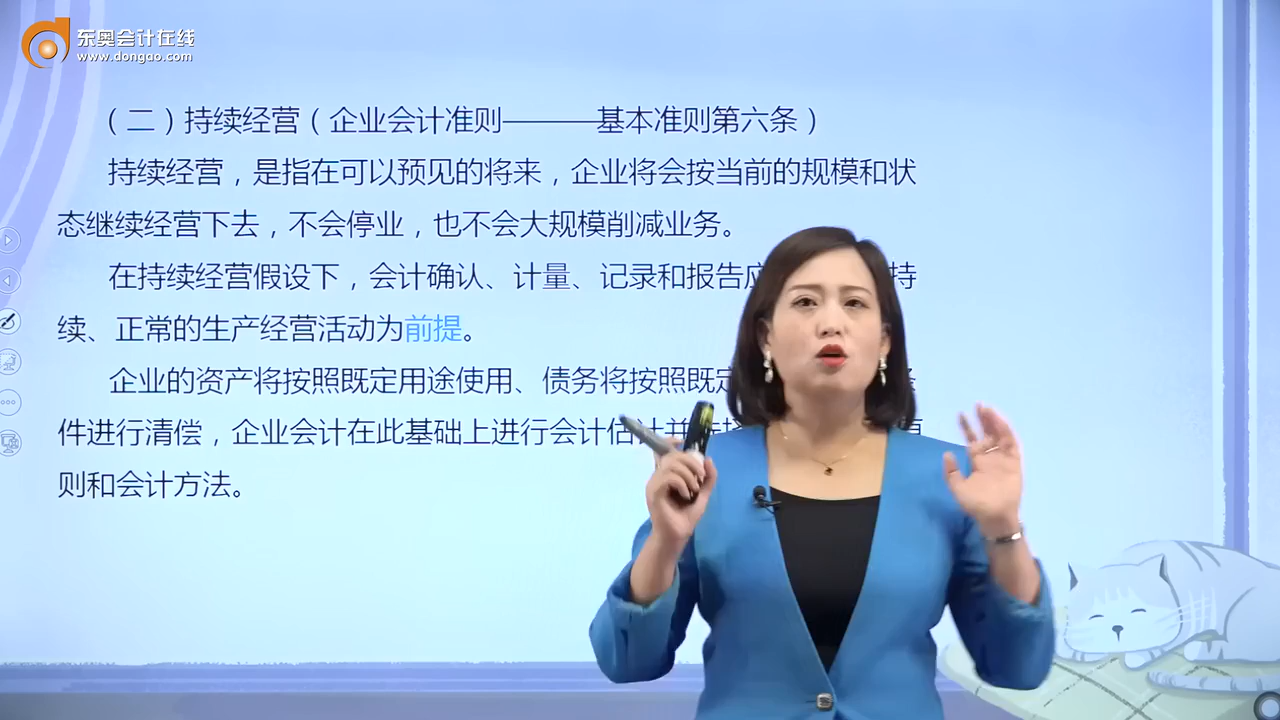 东奥会计在线
www.dongao.com
（二）持续经营（企业会计准则———基本准则第六条）
持续经营，是指在可以预见的将来，企业将会按当前的规模和状
态继续经营下去，不会停业，也不会大规模削减业务。
在持续经营假设下，会计确认、计量、记录和报告应 持
续、正常的生产经营活动为前提。
企业的资产将按照既定用途使用、债务将按照既定
件进行清偿，企业会计在此基础上进行会计估计并选择
则和会计方法。